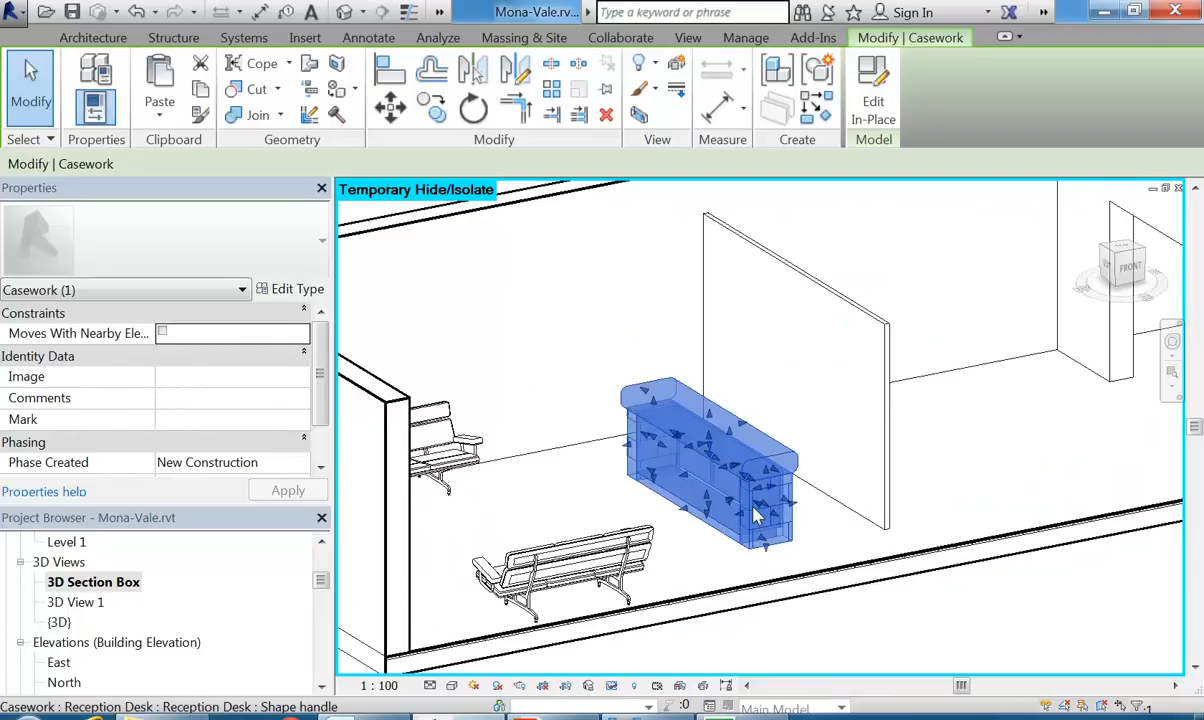 Mona-Vale.rv...
Type a keyword or phrase
Sign In
Architecture Structure Systems Insert Annotate Analyze Massing & Site Collaborate View Manage Add-Ins Modify | Casework
Modify
Paste
Cope
Cut
Join
Edit
In-Place
Select Properties Clipboard Geometry Modify View Measure Create Model
Modify | Casework
Properties
Casework (1)
Edit Type
Constraints
Moves With Nearby Ele...
Identity Data
Image
Comments
Mark
Phasing
Phase Created New Construction
Properties help
Apply
Project Browser - Mona-Vale.rvt
Level 1
3D Views
3D Section Box
3D View 1
{3D}
Elevations (Building Elevation)
East
North
Temporary Hide/Isolate
FRONT
1 : 100
Casework : Reception Desk : Reception Desk : Shape handle
:0
Main Model